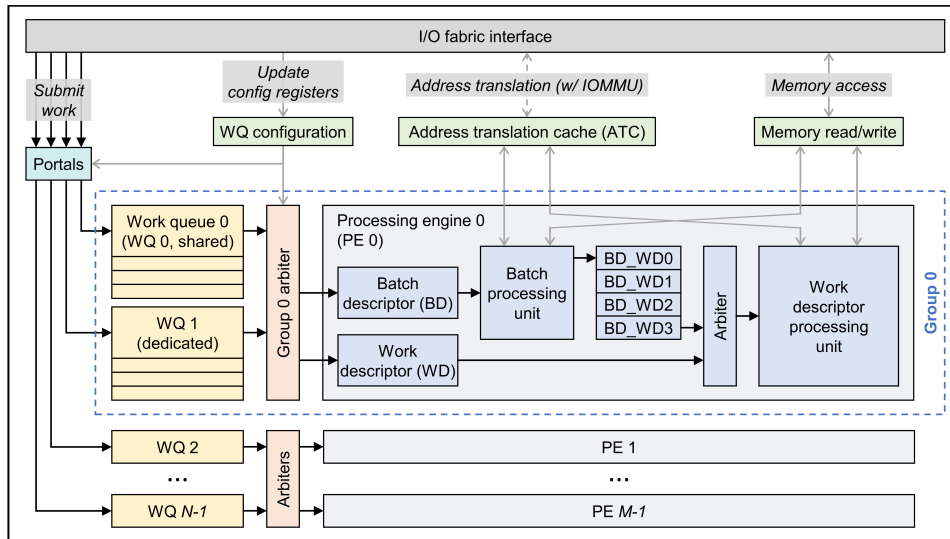 I/O fabric interface
Submit
work
Update
config registers
Address translation (w/ IOMMU)
Memory access
WQ configuration
Address translation cache (ATC)
Memory read/write
Portals
Work queue 0
(WQ 0, shared)
WQ 1
(dedicated)
Group 0 arbiter
Processing engine 0
(PE 0)
Batch
descriptor (BD)
Work
descriptor (WD)
Batch
processing
unit
BD_WD0
BD_WD1
BD_WD2
BD_WD3
Arbiter
Work
descriptor
processing
unit
Group 0
WQ 2
...
WQ N-1
Arbiters
PE 1
...
PE M-1